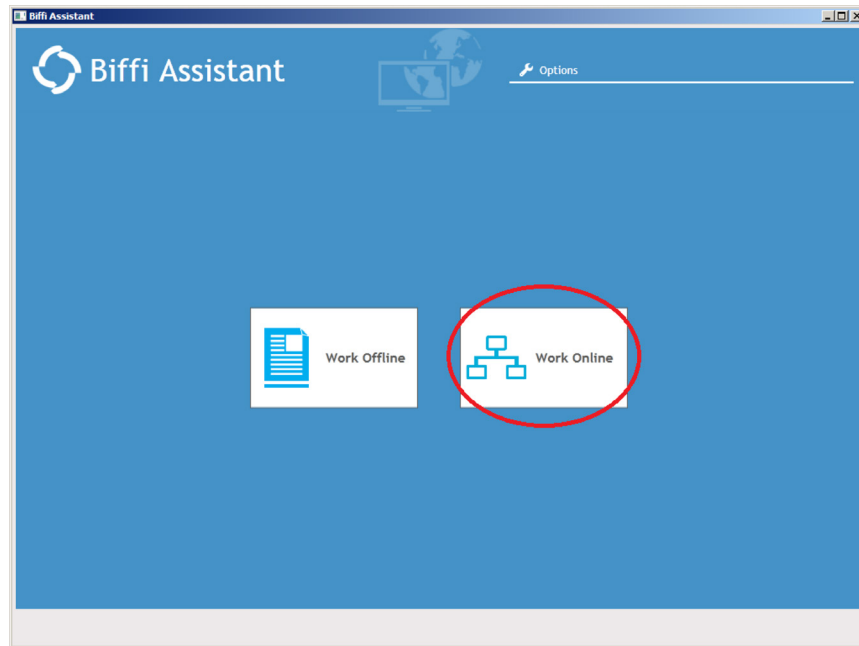 Biffi Assistant
Biffi Assistant
Options
Work Offline
Work Online